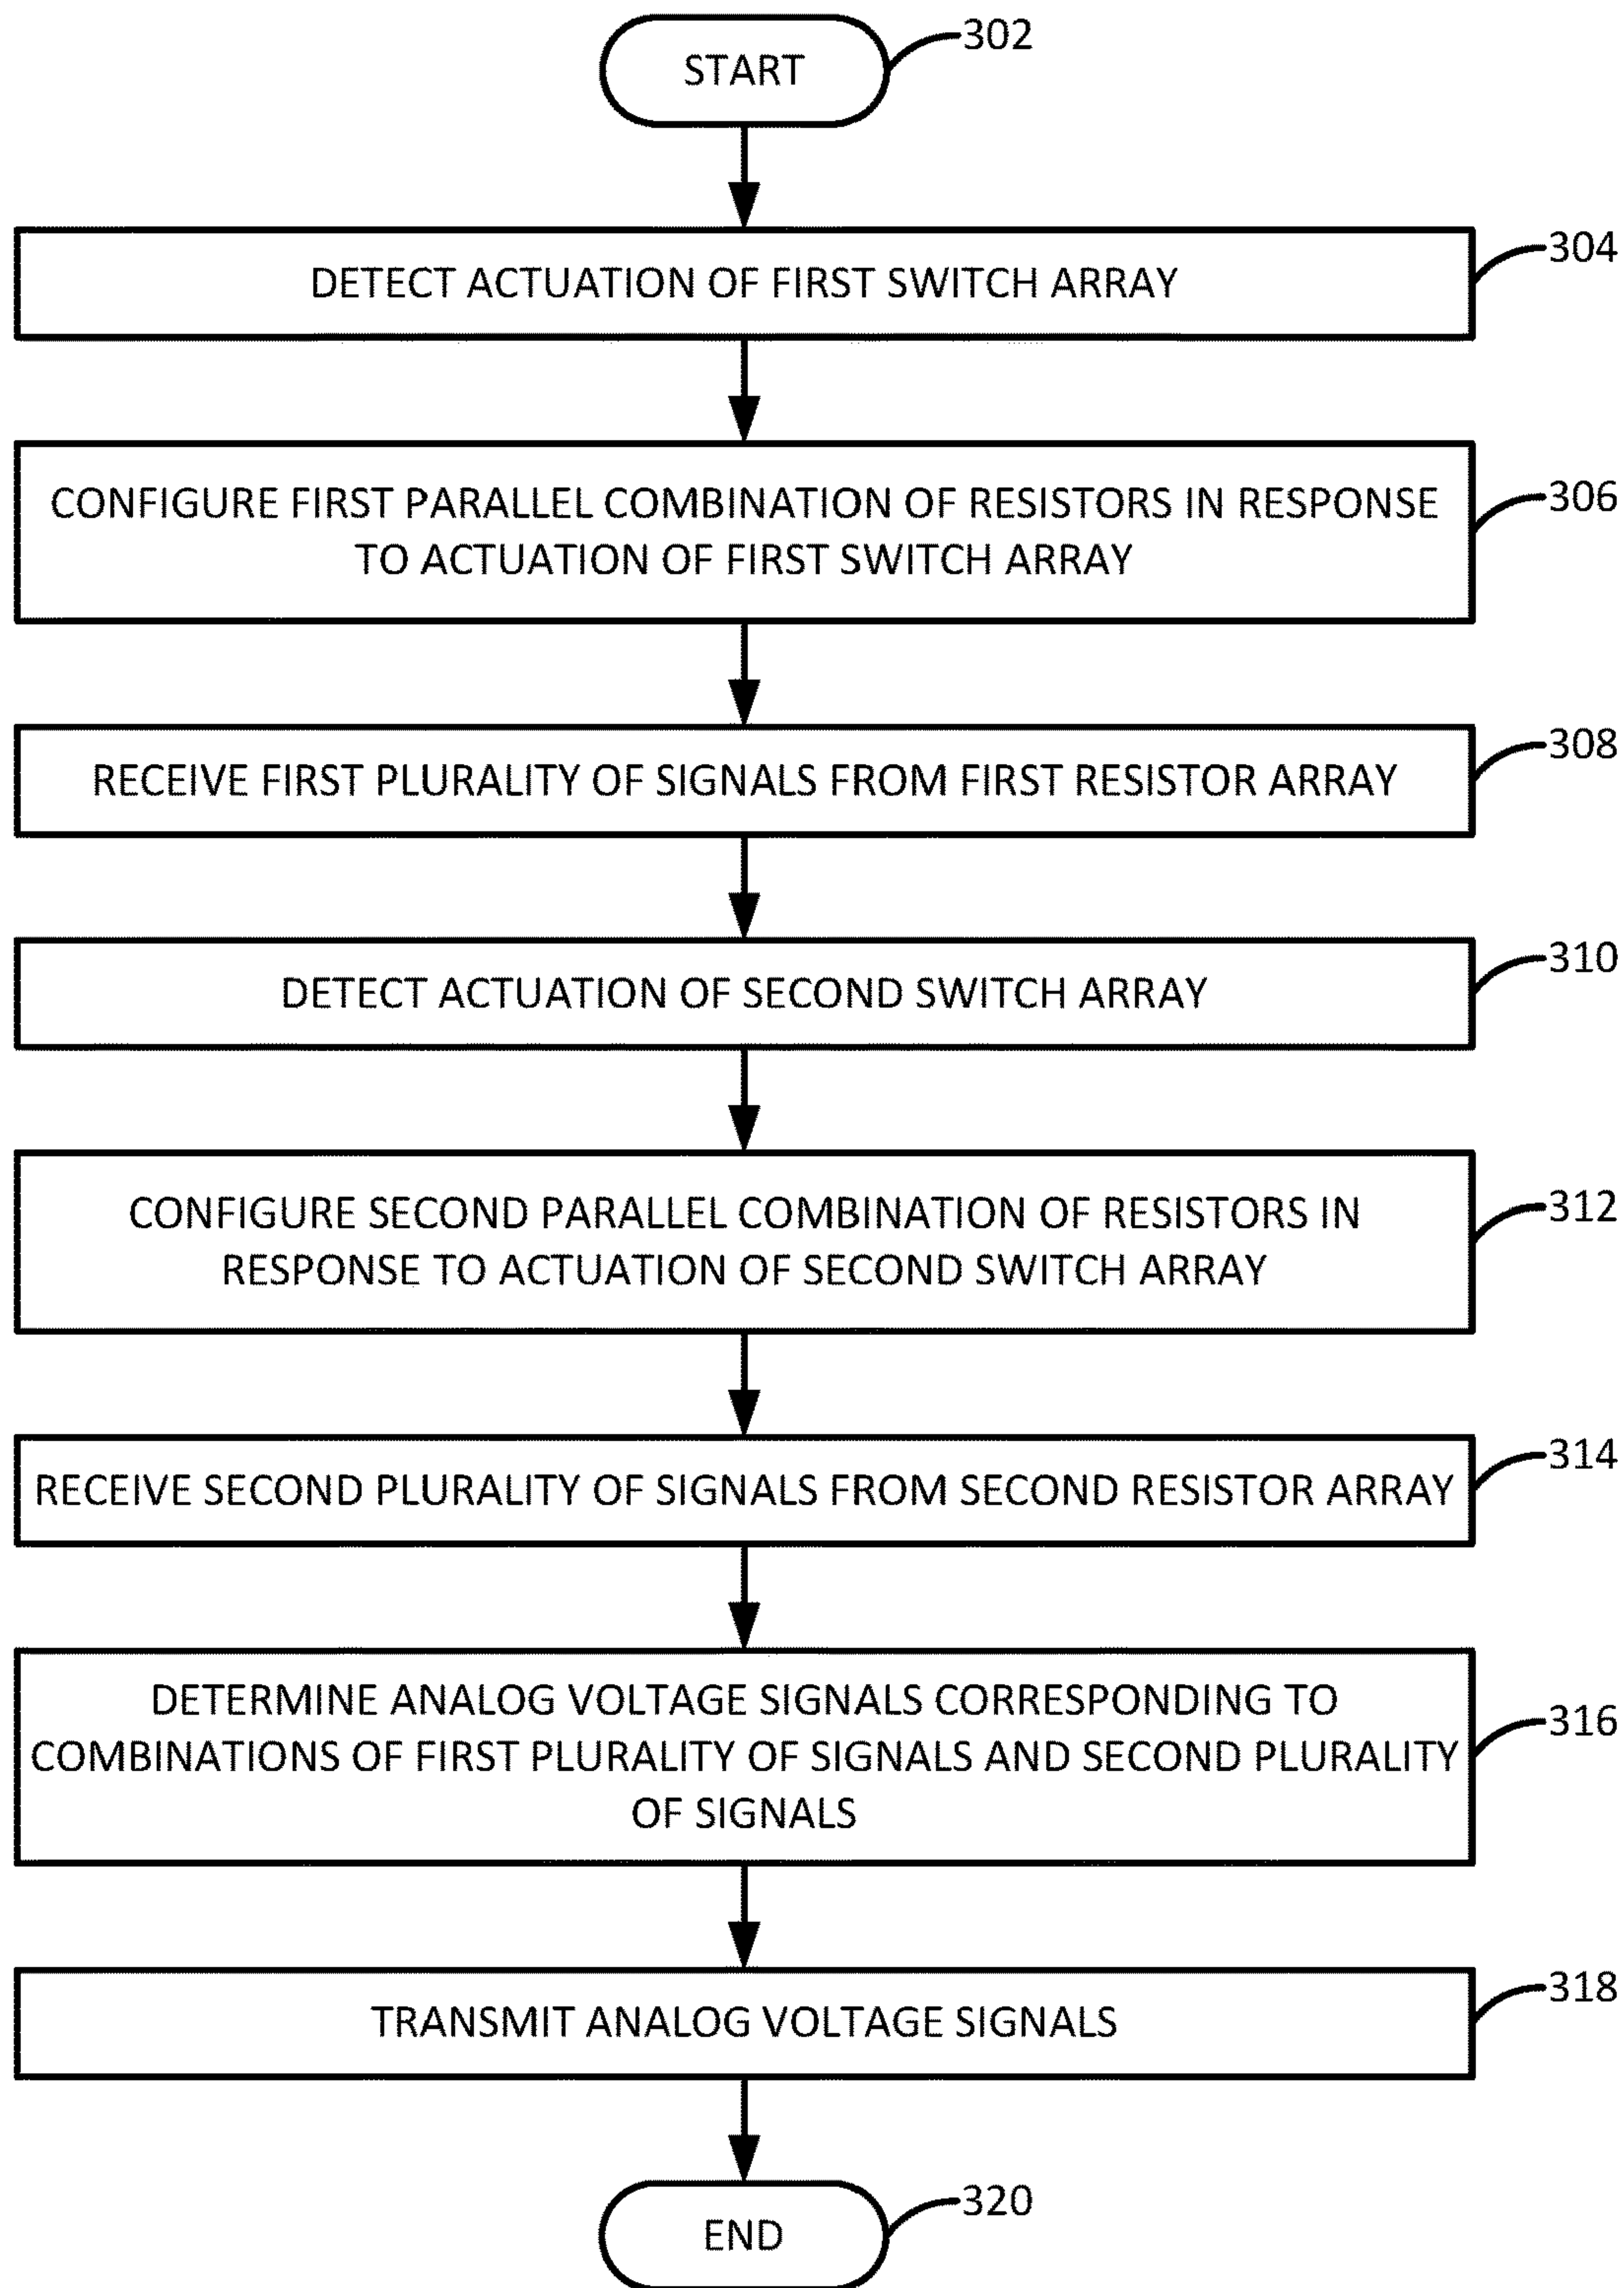 START
302
DETECT ACTUATION OF FIRST SWITCH ARRAY
304
CONFIGURE FIRST PARALLEL COMBINATION OF RESISTORS IN RESPONSE
TO ACTUATION OF FIRST SWITCH ARRAY
306
RECEIVE FIRST PLURALITY OF SIGNALS FROM FIRST RESISTOR ARRAY
308
DETECT ACTUATION OF SECOND SWITCH ARRAY
310
CONFIGURE SECOND PARALLEL COMBINATION OF RESISTORS IN
RESPONSE TO ACTUATION OF SECOND SWITCH ARRAY
312
RECEIVE SECOND PLURALITY OF SIGNALS FROM SECOND RESISTOR ARRAY
314
DETERMINE ANALOG VOLTAGE SIGNALS CORRESPONDING TO
COMBINATIONS OF FIRST PLURALITY OF SIGNALS AND SECOND PLURALITY
OF SIGNALS
316
TRANSMIT ANALOG VOLTAGE SIGNALS
318
END
320